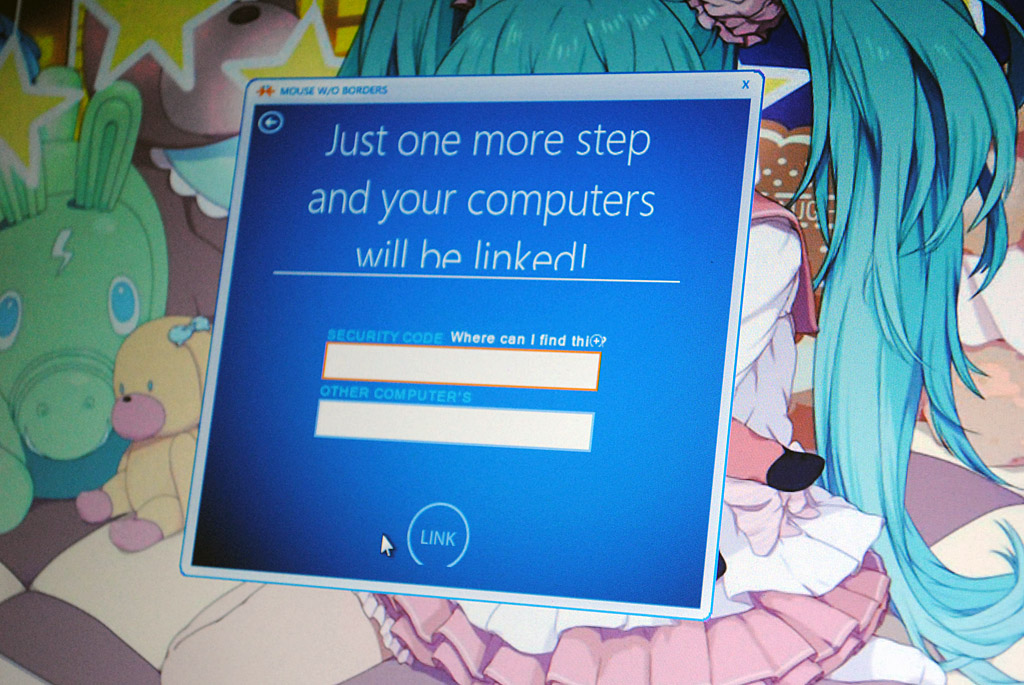 MOUSE W/O BORDERS
X
Just one more step
and your computers
will be linked!
SECURITY CODE Where can I find thi ?
OTHER COMPUTER'S
LINK